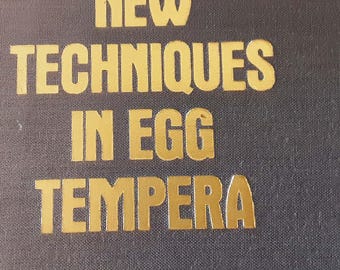 NEW
TECHNIQUES
IN EGG
TEMPERA